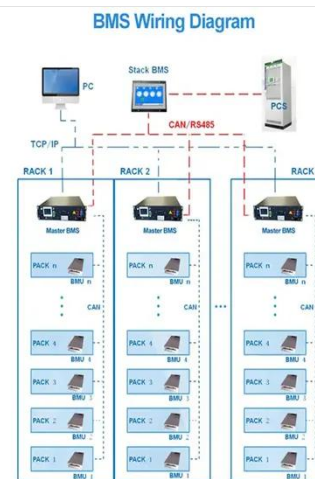 BMS Wiring Diagram
Stack BMS
PC
PCS
CAN/RS485
TCP/IP
RACK 1
RACK 2
RACK
Master BMS
Master BMS
Master BMS
PACK n
BMU n
PACK n
BMU n
PACK n
BMU n
CAN
CAN
CAN
PACK 4
BMU 4
PACK 4
BMU 4
PACK 4
BMU 4
PACK 3
BMU 3
PACK 3
BMU 3
PACK 3
BMU 3
PACK 2
BMU 2
PACK 2
BMU 2
PACK 2
BMU 2
PACK 1
BMU 1
PACK 1
BMU 1
PACK 1
BMU 1